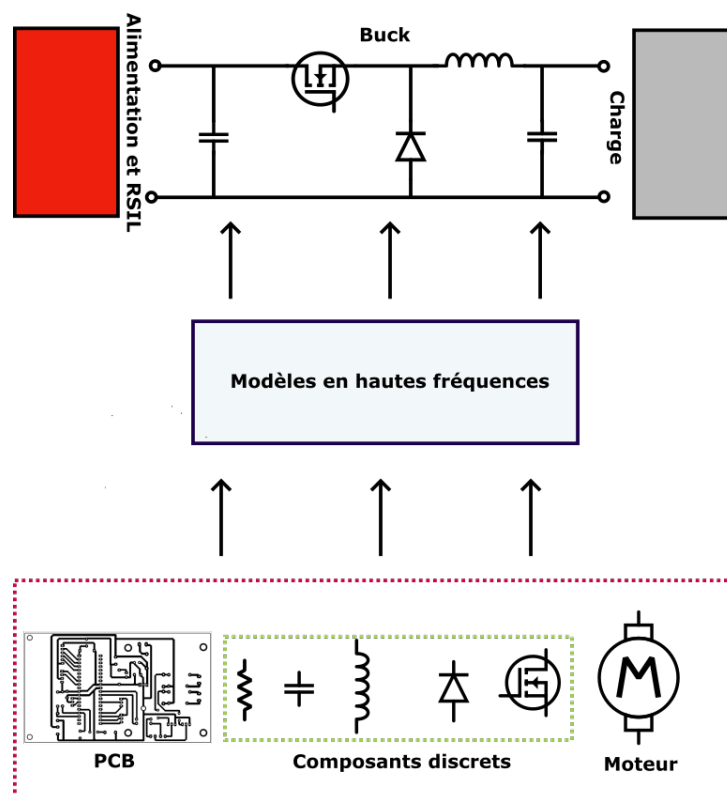 Alimentation et RSIL
Buck
Charge
Modèles en hautes fréquences
PCB
Composants discrets
M
Moteur